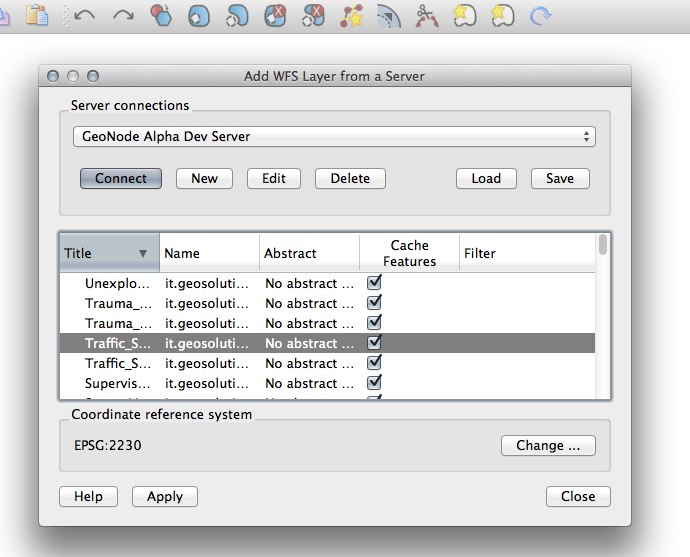 Add WFS Layer from a Server
Server connections
GeoNode Alpha Dev Server
Connect New Edit Delete Load Save
Title Name Abstract Cache Features Filter
Unexplo... it.geosoluti... No abstract ...
Trauma_... it.geosoluti... No abstract ...
Trauma_... it.geosoluti... No abstract ...
Traffic_S... it.geosoluti... No abstract ...
Traffic_S... it.geosoluti... No abstract ...
Supervis... it.geosoluti... No abstract ...
Coordinate reference system
EPSG:2230 Change ...
Help Apply Close